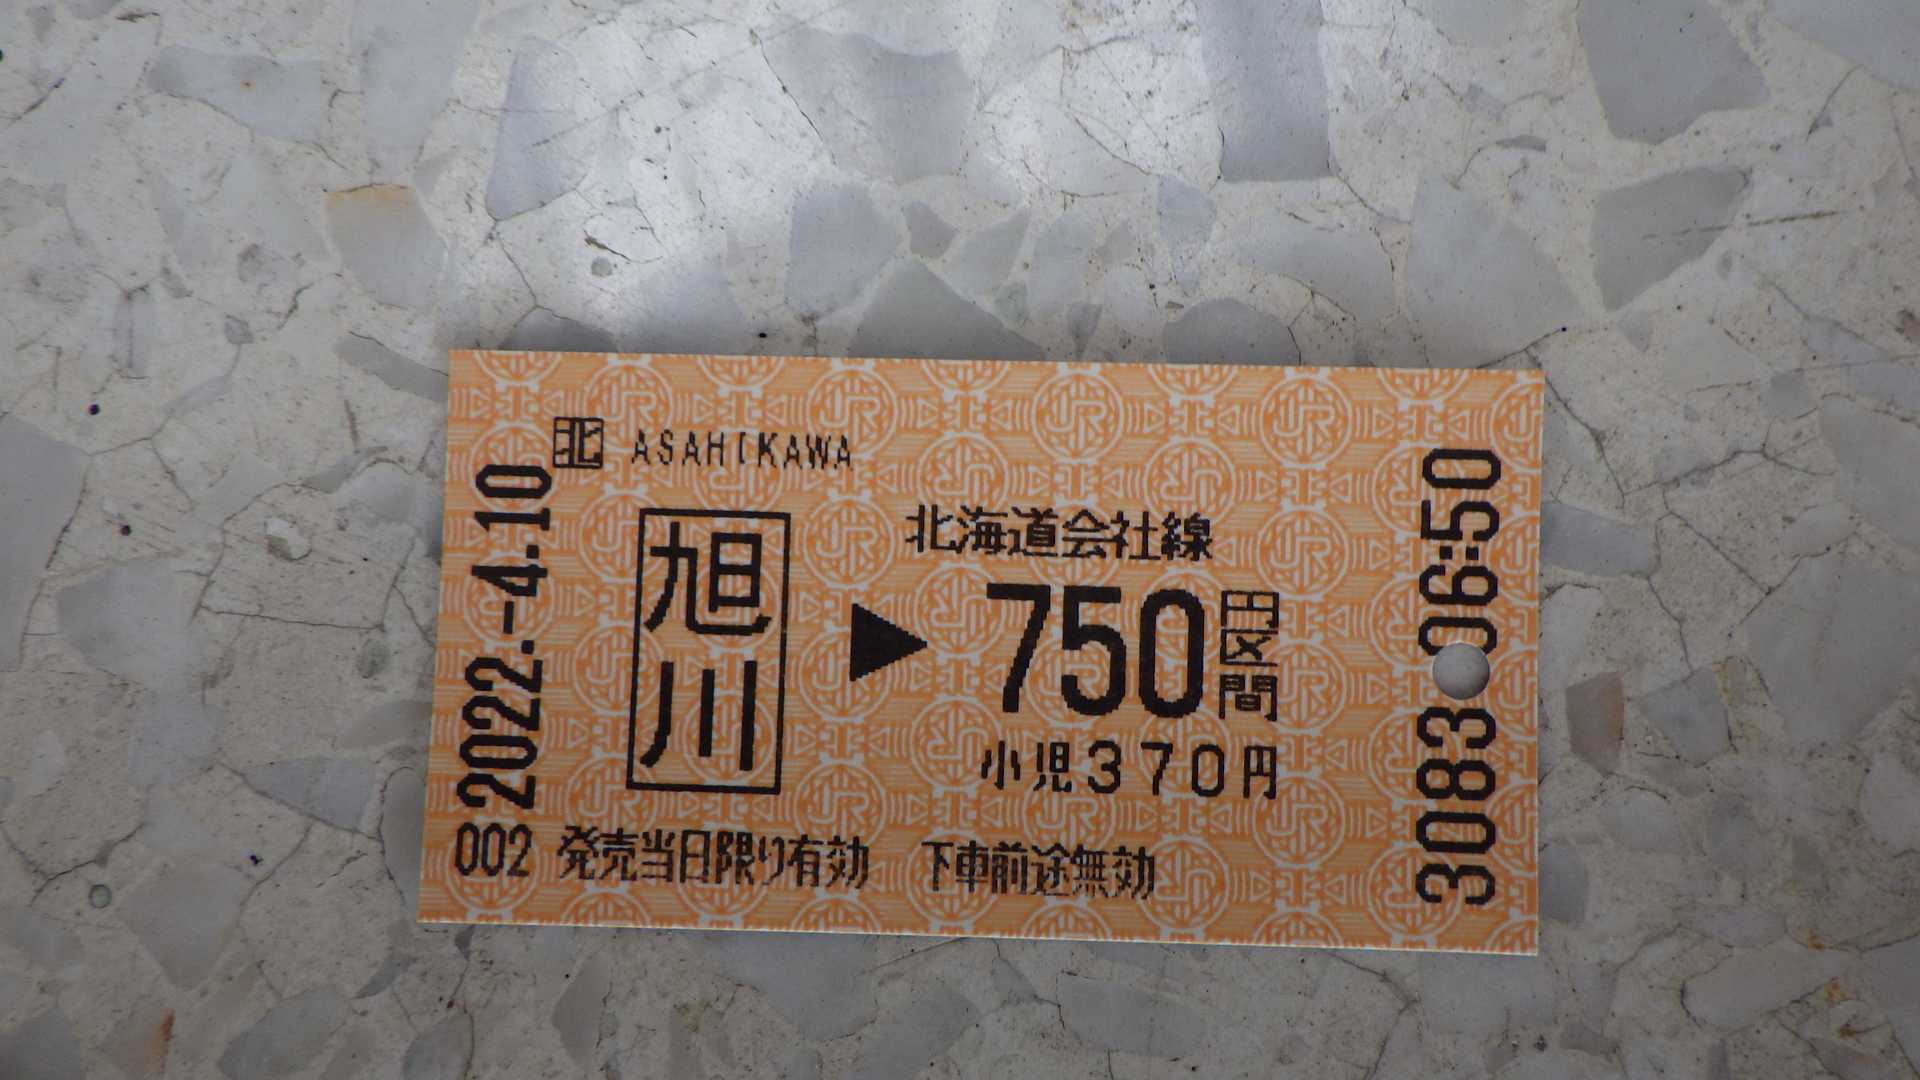 北 ASAHIKAWA
2022.-4.10
旭川
北海道会社線
▶750円区間
小児370円
002 発売当日限り有効 下車前途無効
3083 06:50